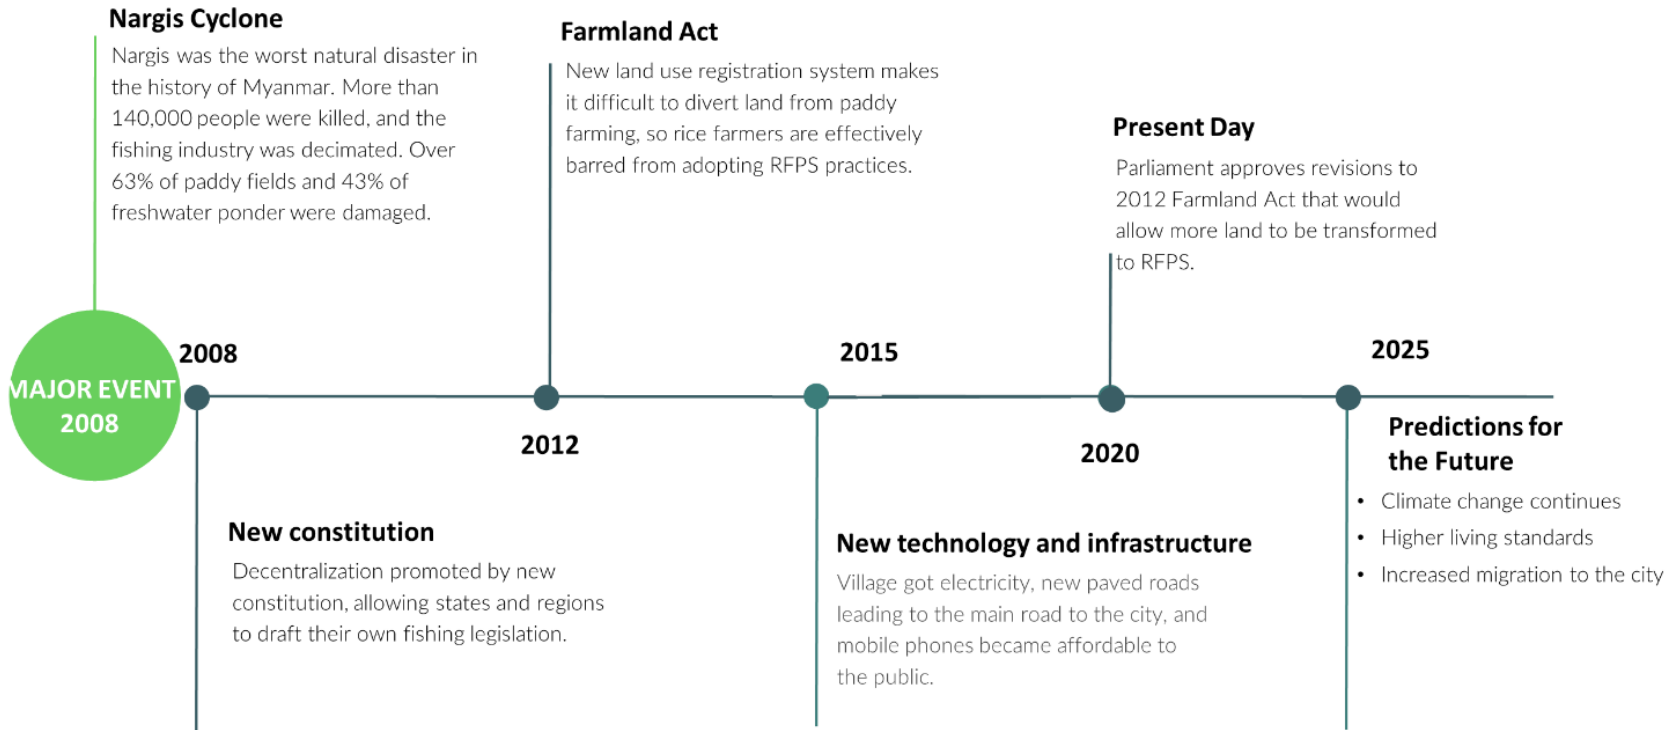 Nargis Cyclone
Nargis was the worst natural disaster in
the history of Myanmar. More than
140,000 people were killed, and the
fishing industry was decimated. Over
63% of paddy fields and 43% of
freshwater ponder were damaged.
Farmland Act
New land use registration system makes
it difficult to divert land from paddy
farming, so rice farmers are effectively
barred from adopting RFPS practices.
Present Day
Parliament approves revisions to
2012 Farmland Act that would
allow more land to be transformed
to RFPS.
MAJOR EVENT
2008
2008
2012
2015
2020
2025
New constitution
Decentralization promoted by new
constitution, allowing states and regions
to draft their own fishing legislation.
New technology and infrastructure
Village got electricity, new paved roads
leading to the main road to the city, and
mobile phones became affordable to
the public.
Predictions for
the Future
• Climate change continues
• Higher living standards
• Increased migration to the city